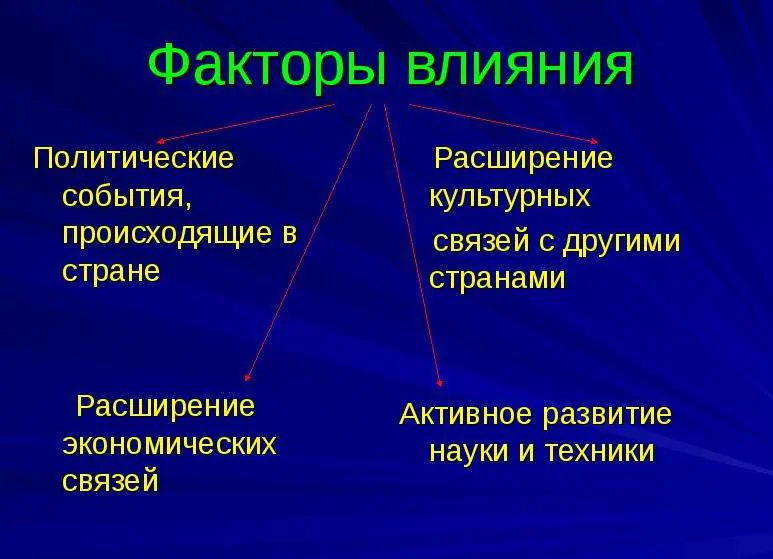 Факторы влияния
Политические
события,
происходящие в
стране
Расширение
культурных
связей с другими
странами
Расширение
экономических
связей
Активное развитие
науки и техники